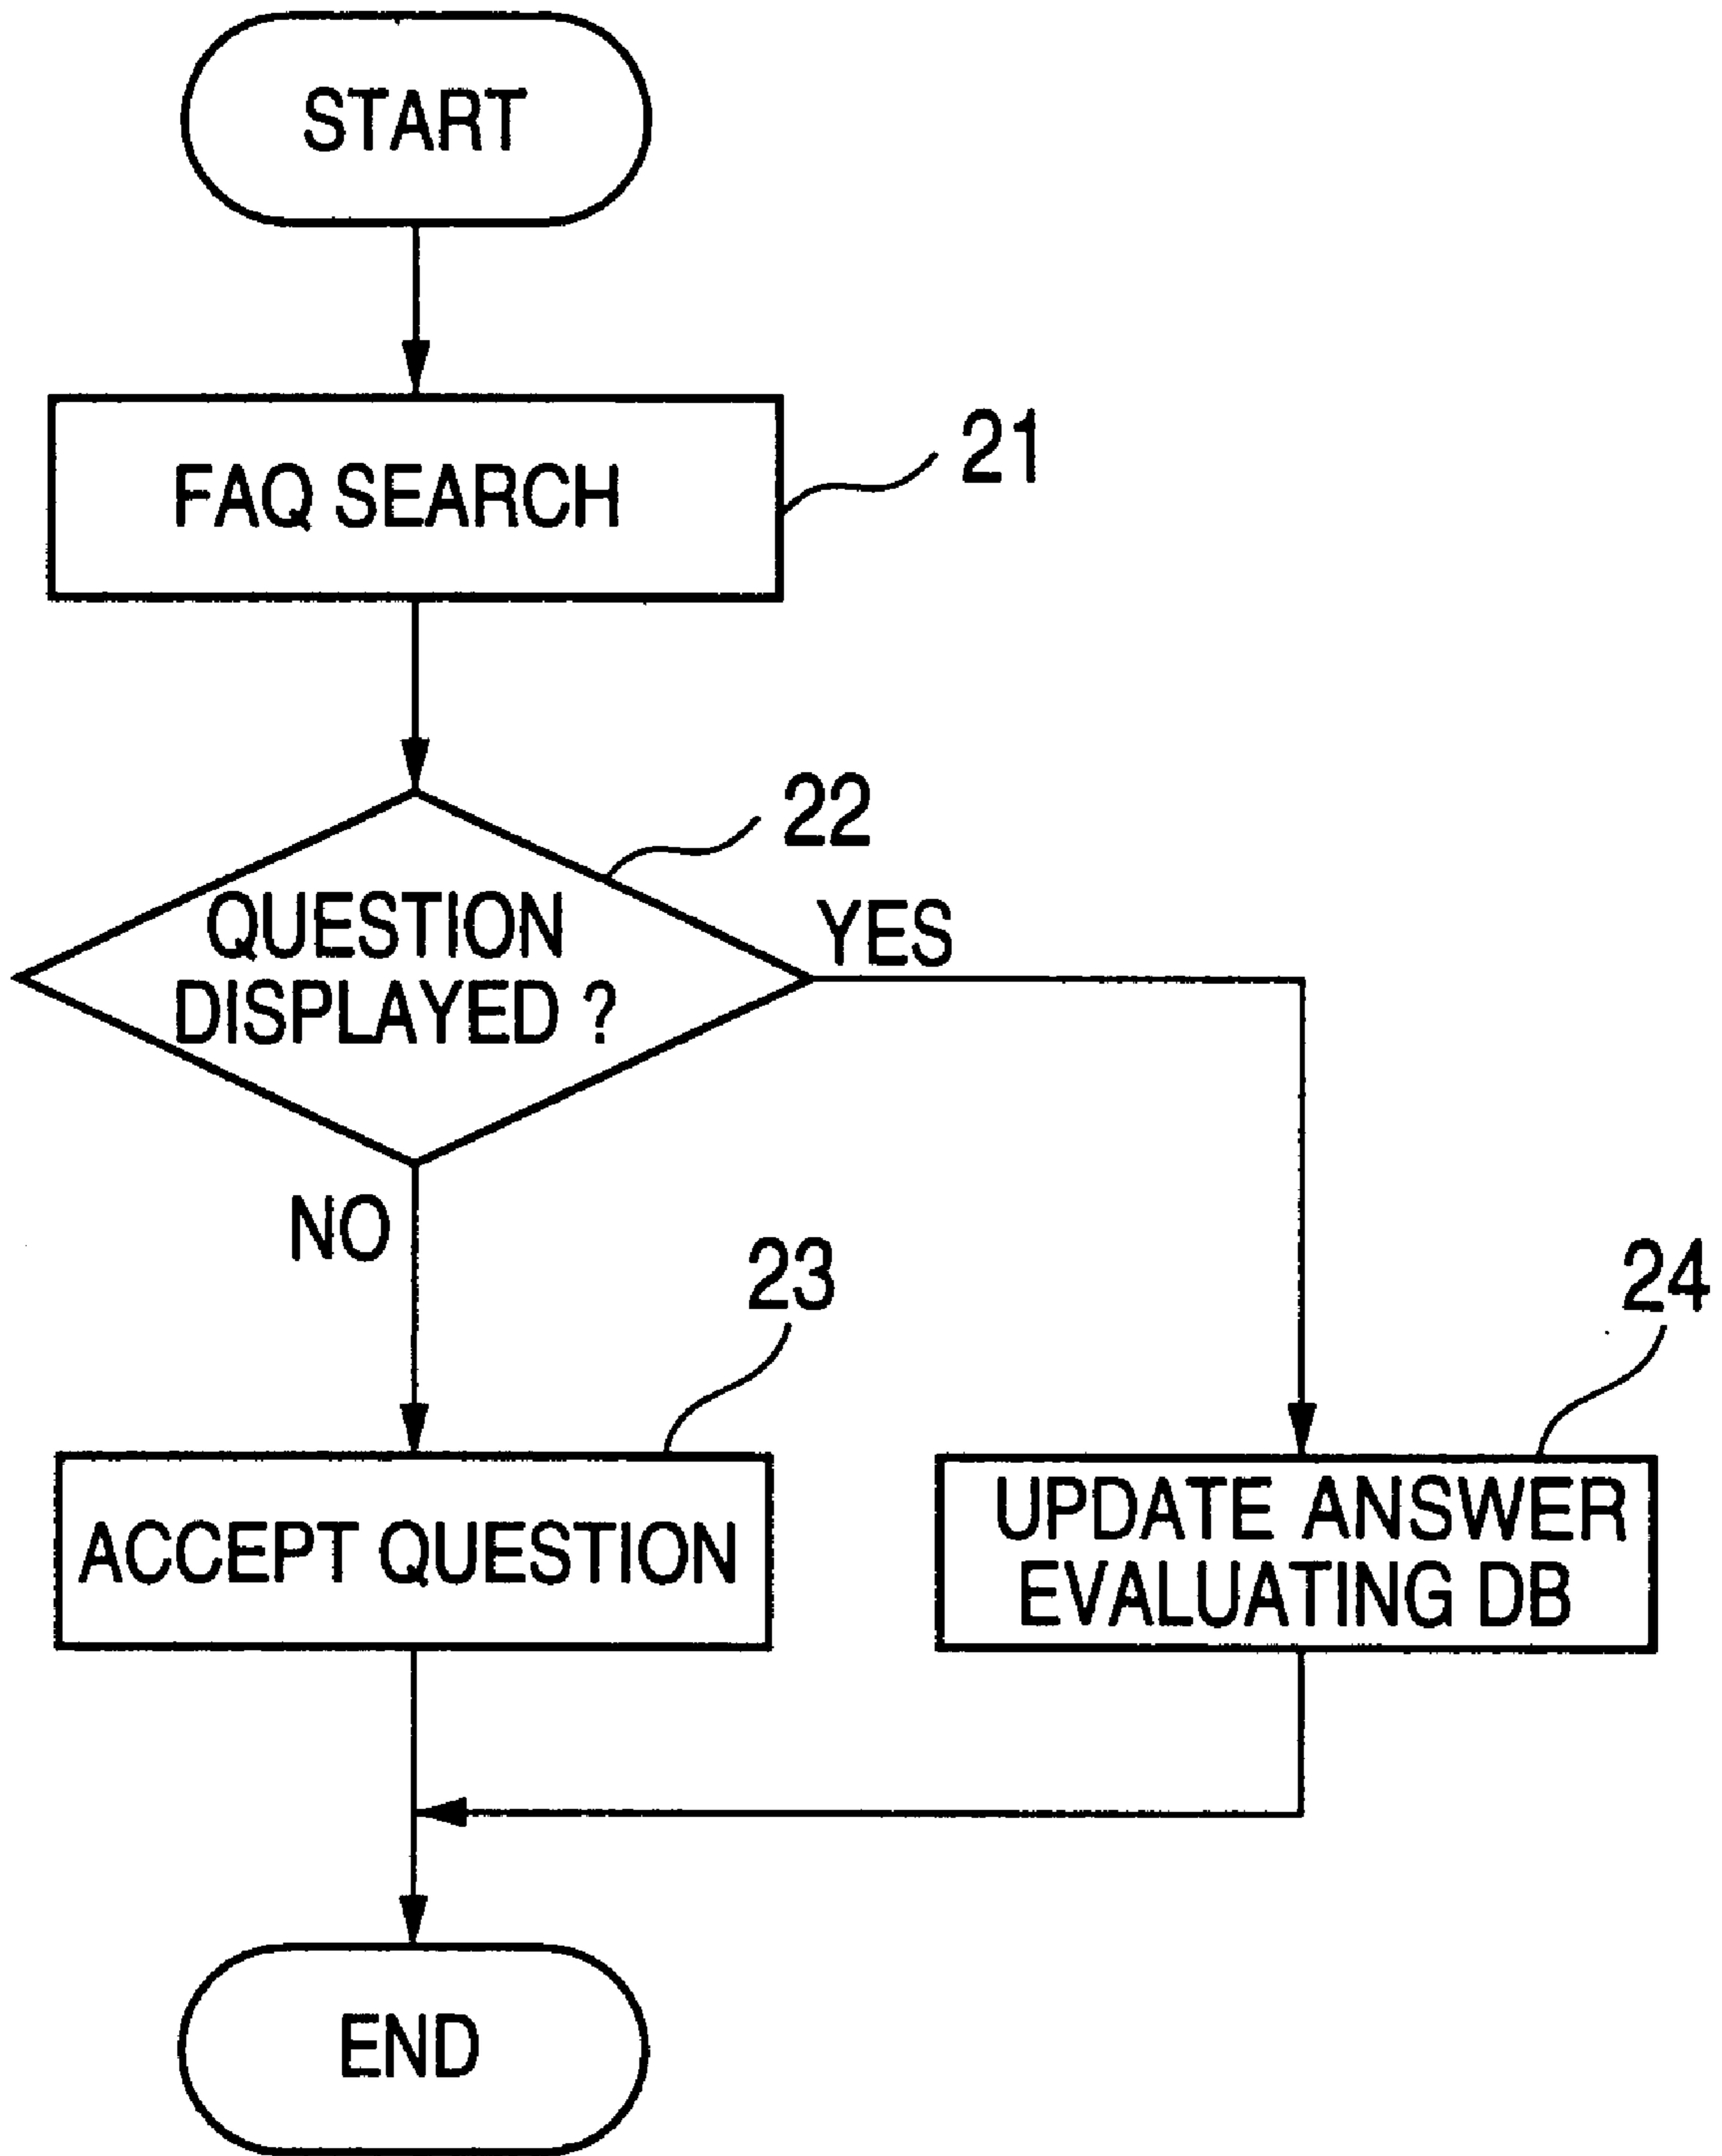 START
FAQ SEARCH
21
22
QUESTION
DISPLAYED ?
YES
NO
23
24
ACCEPT QUESTION
UPDATE ANSWER
EVALUATING DB
END